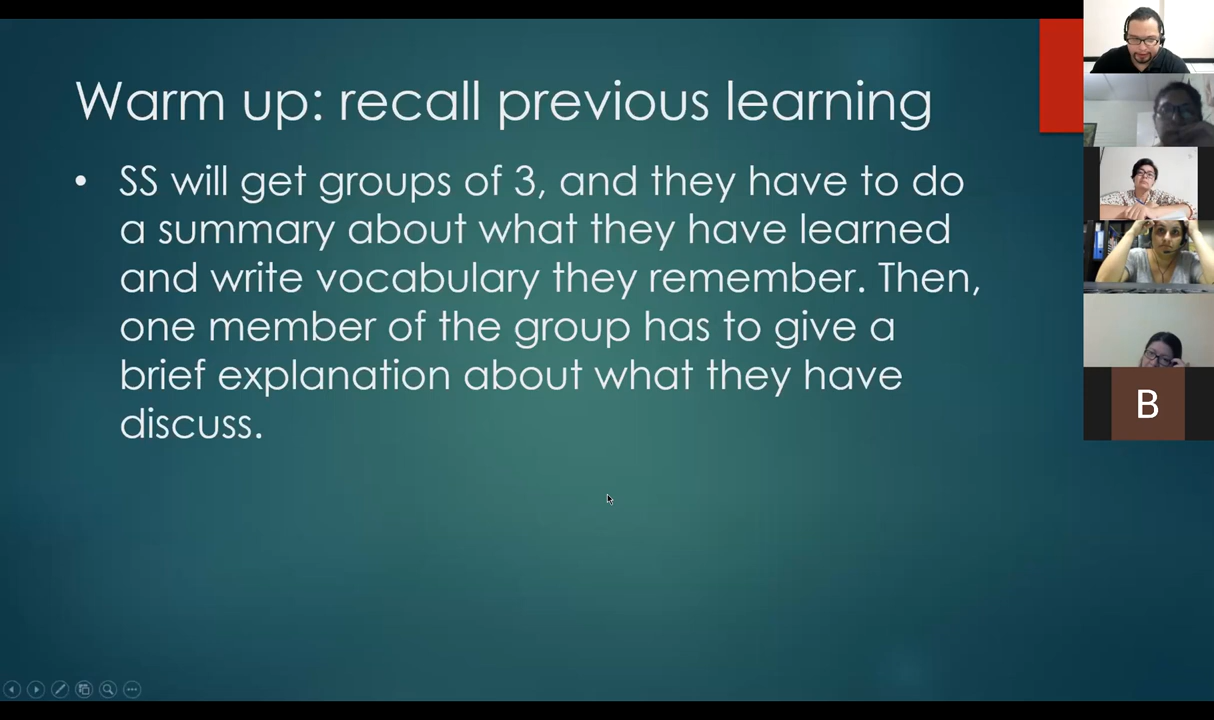 Warm up: recall previous learning
• SS will get groups of 3, and they have to do
a summary about what they have learned
and write vocabulary they remember. Then,
one member of the group has to give a
brief explanation about what they have
discuss.
B